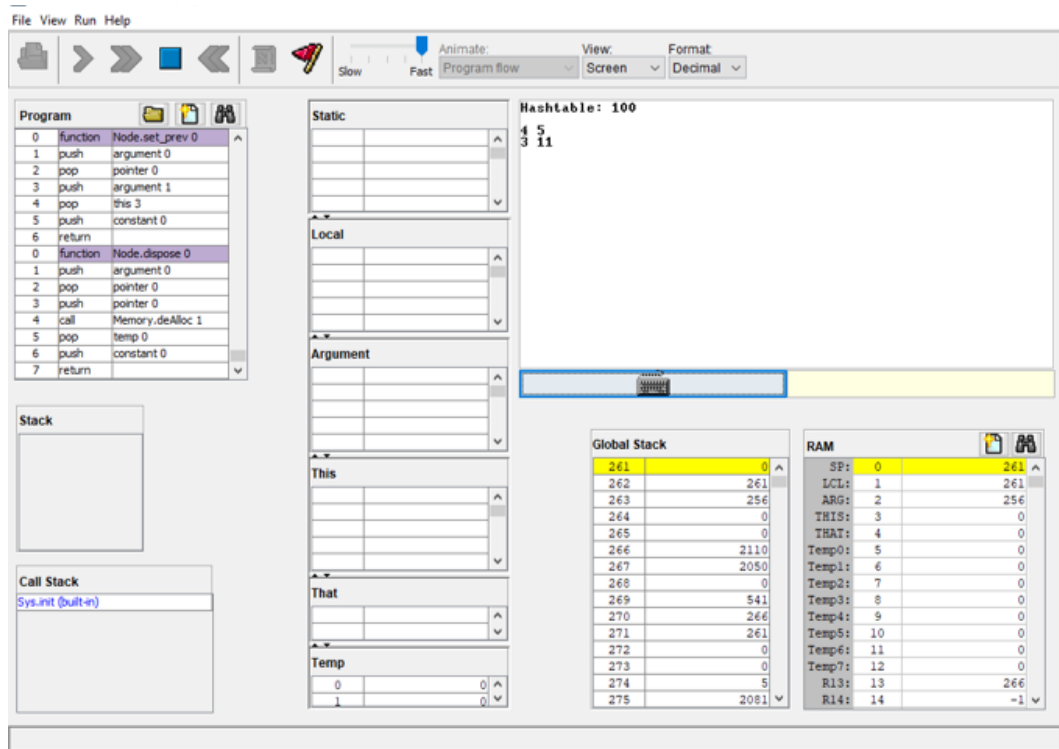 File View Run Help
Slow Fast
Animate:
Program flow
View:
Screen
Format:
Decimal
Program
0 function Node.set_prev 0
1 push argument 0
2 pop pointer 0
3 push argument 1
4 pop this 3
5 push constant 0
6 return
0 function Node.dispose 0
1 push argument 0
2 pop pointer 0
3 push pointer 0
4 call Memory.deAlloc 1
5 pop temp 0
6 push constant 0
7 return
Stack
Call Stack
Sys.init (built-in)
Static
Local
Argument
This
That
Temp
0 0
1 0
Hashtable: 100
4 5
3 11
Global Stack
261 0
262 261
263 256
264 0
265 0
266 2110
267 2050
268 0
269 541
270 266
271 261
272 0
273 0
274 5
275 2081
RAM
SP: 0 261
LCL: 1 261
ARG: 2 256
THIS: 3 0
THAT: 4 0
Temp0: 5 0
Temp1: 6 0
Temp2: 7 0
Temp3: 8 0
Temp4: 9 0
Temp5: 10 0
Temp6: 11 0
Temp7: 12 0
R13: 13 266
R14: 14 -1